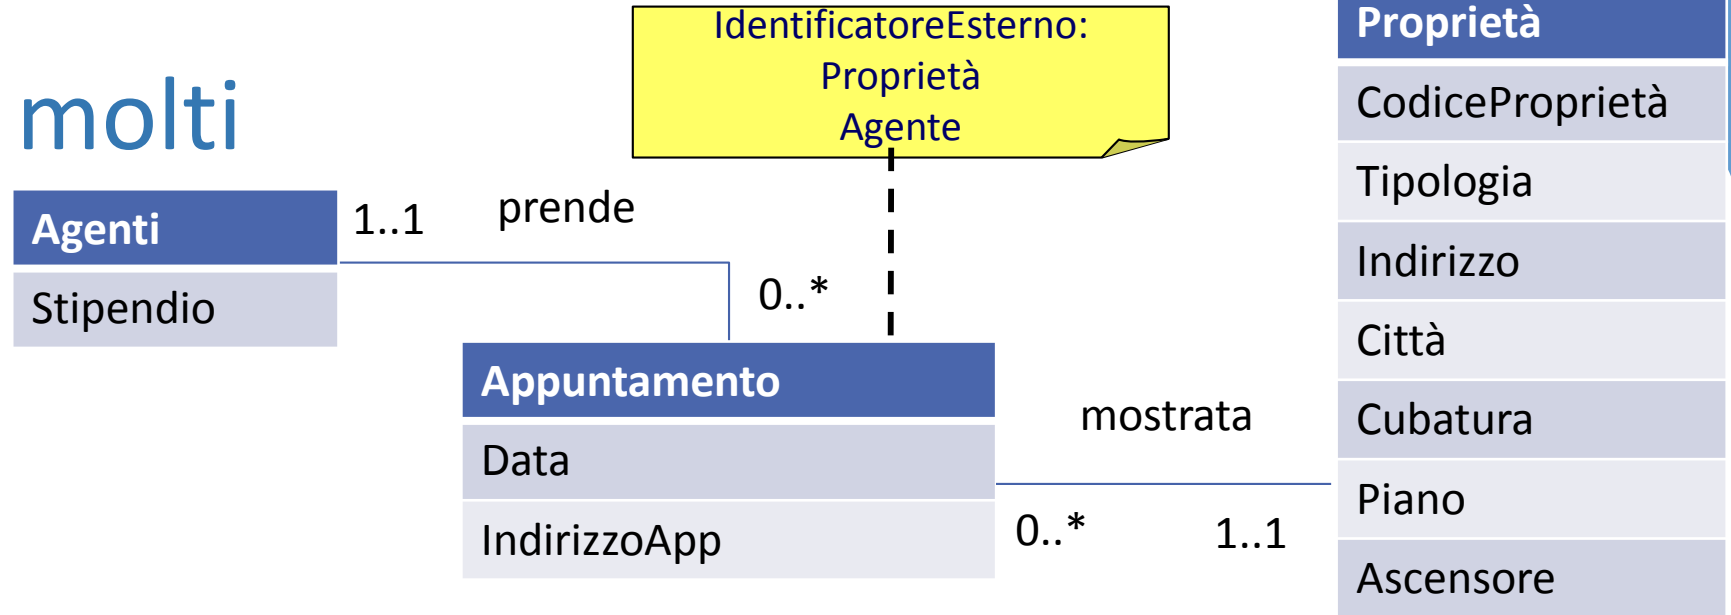 IdentificatoreEsterno:
Proprietà
Agente
molti
Agenti
Stipendio
1..1
prende
0..*
Appuntamento
Data
IndirizzoApp
mostrata
0..*
1..1
Proprietà
CodiceProprietà
Tipologia
Indirizzo
Città
Cubatura
Piano
Ascensore